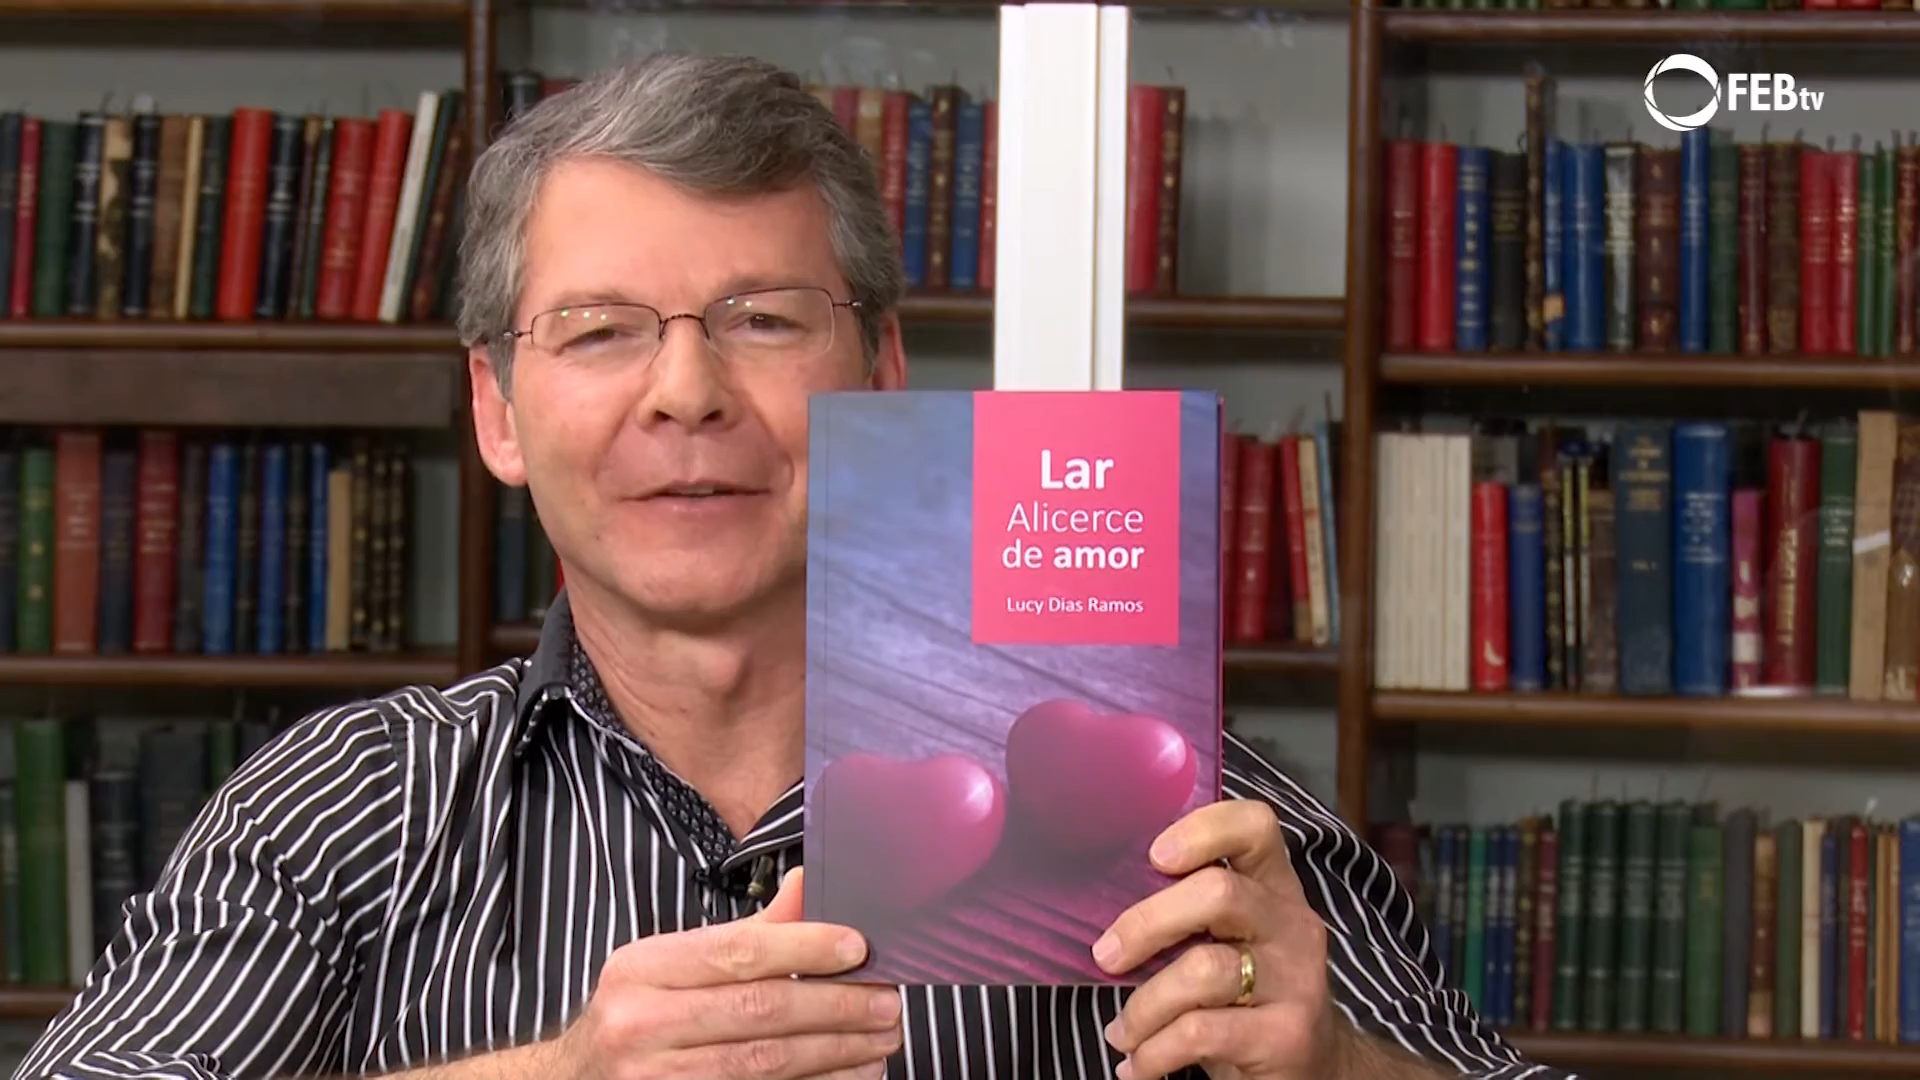 FEBtv
Lar
Alicerce
de amor
Lucy Dias Ramos